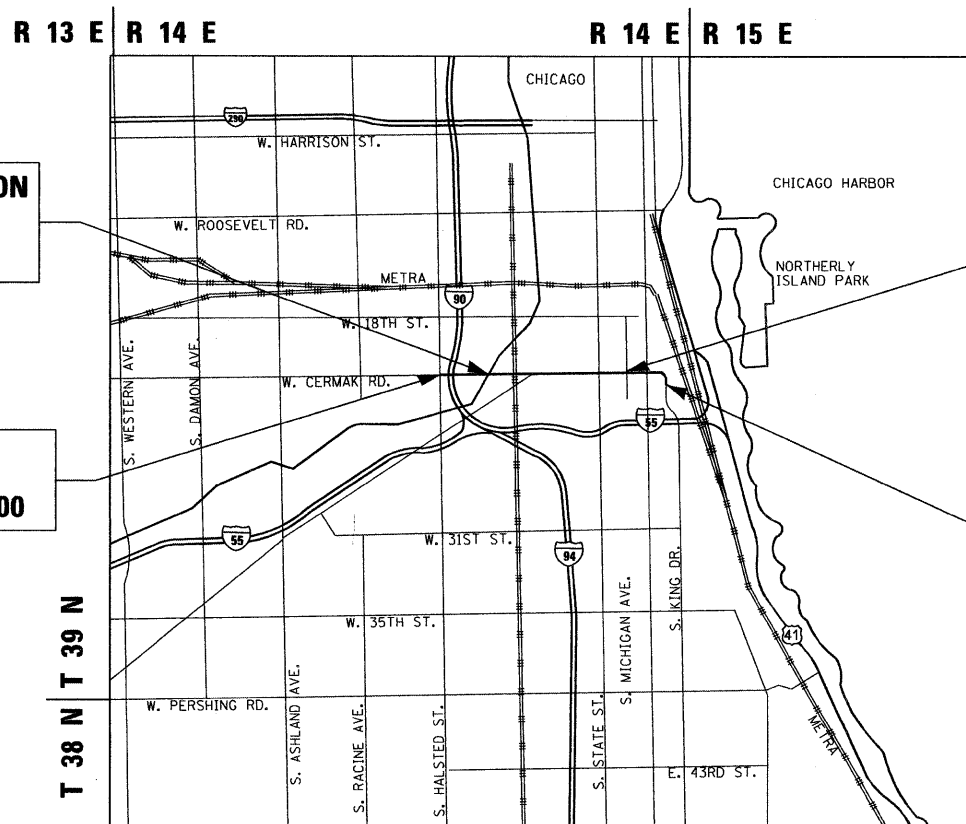 R 13 E R 14 E
R 14 E R 15 E
CHICAGO
290
W. HARRISON ST.
ON
CHICAGO HARBOR
W. ROOSEVELT RD.
NORTHERLY
ISLAND PARK
METRA
90
W. 18TH ST.
S. WESTERN AVE.
S. DAMON AVE.
W. CERMAK RD.
55
00
55
W. 31ST ST.
94
S. KING DR.
S. MICHIGAN AVE.
T 39 N
W. 35TH ST.
41
S. ASHLAND AVE.
W. PERSHING RD.
S. RACINE AVE.
S. HALSTED ST.
S. STATE ST.
METRA
T 38 N
E. 43RD ST.